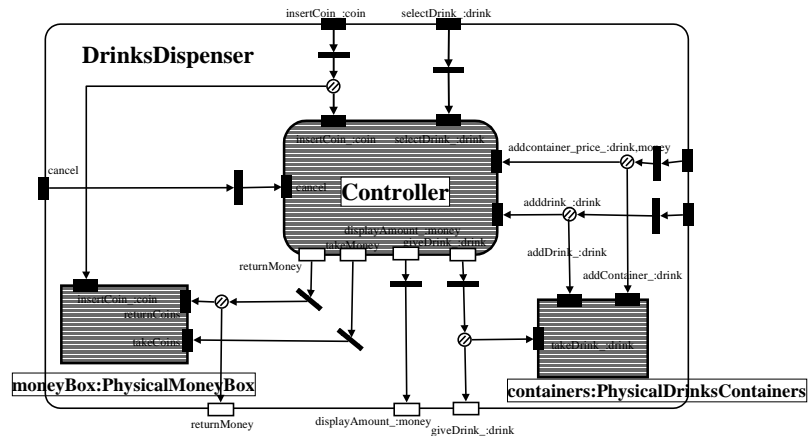 insertCoin_:coin
selectDrink_:drink
DrinksDispenser
insertCoin_:coin
selectDrink_:drink
addcontainer_price_:drink,money
cancel
cancel
Controller
adddrink_:drink
displayAmount_:money
takeMoney
giveDrink_:drink
returnMoney
addDrink_:drink
addContainer_:drink
insertCoin_:coin
returnCoins
takeCoins
takeDrink_:drink
moneyBox:PhysicalMoneyBox
containers:PhysicalDrinksContainers
returnMoney
displayAmount_:money
giveDrink_:drink